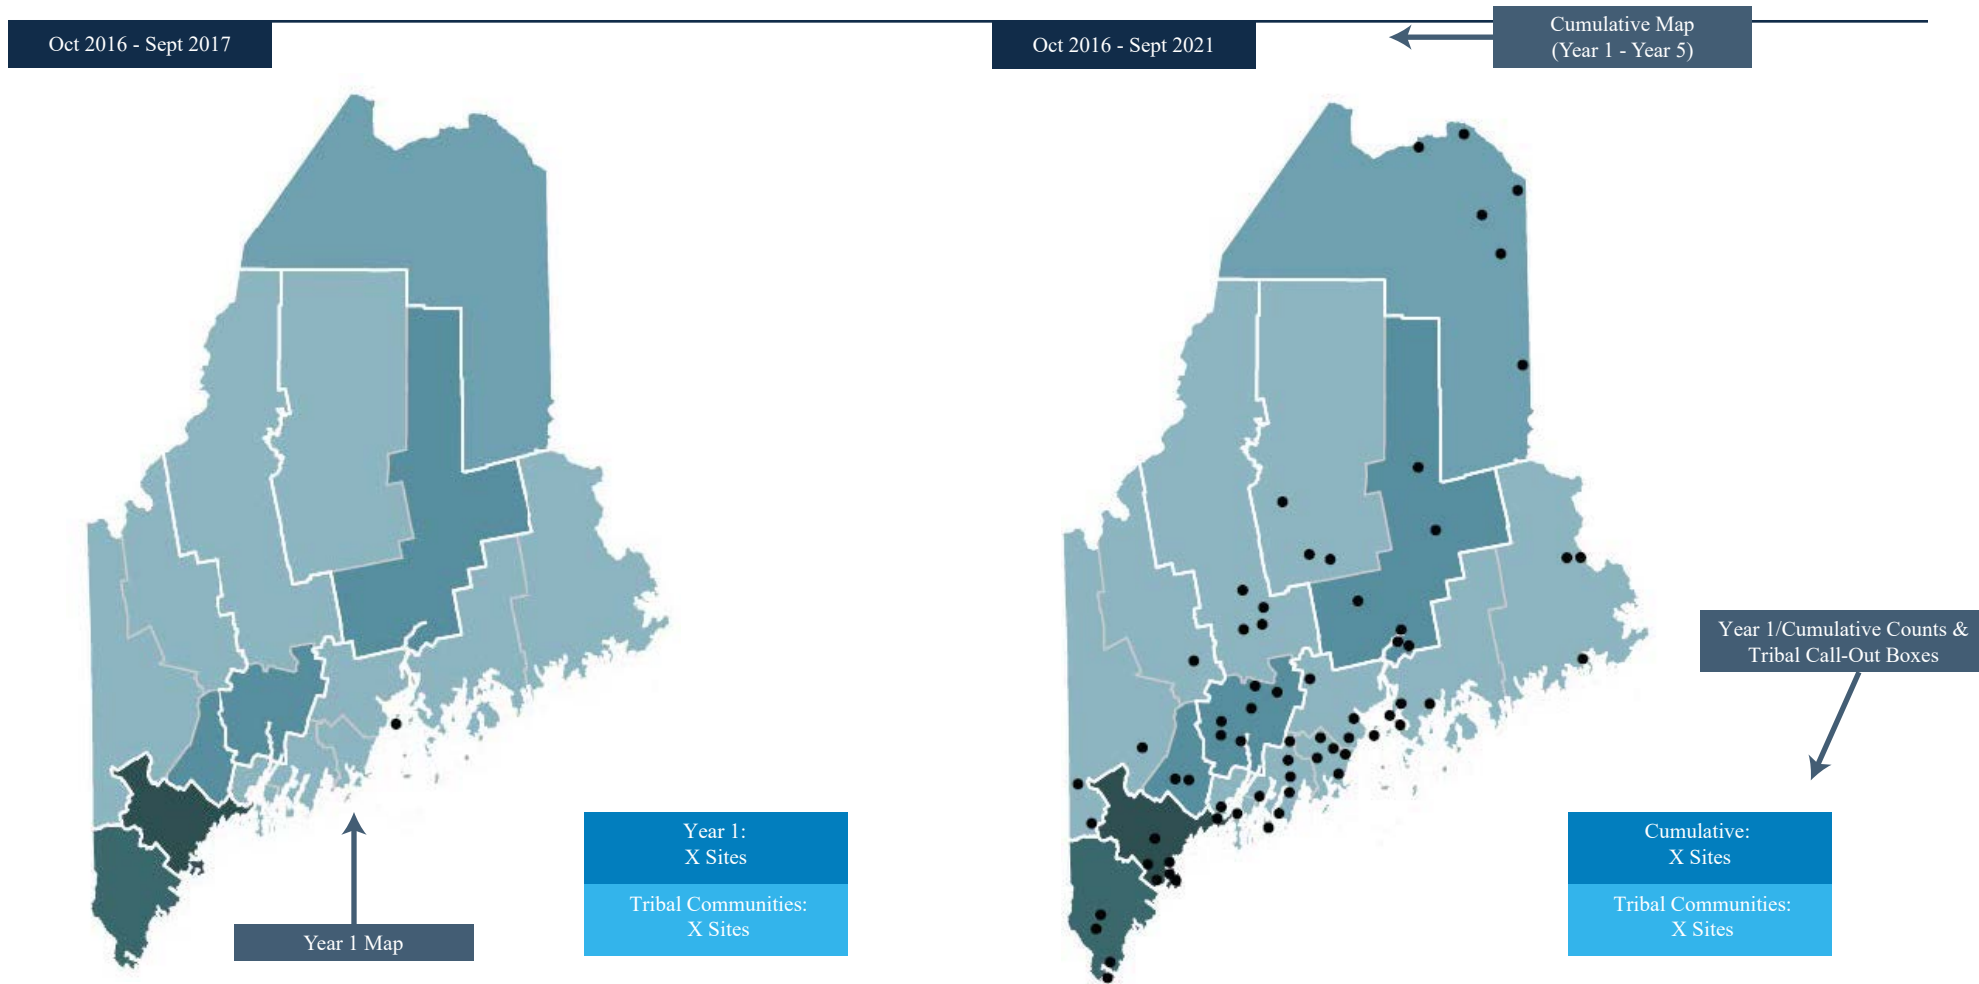 Oct 2016 - Sept 2017
Oct 2016 - Sept 2021
Cumulative Map
(Year 1 - Year 5)
Year 1/Cumulative Counts &
Tribal Call-Out Boxes
Year 1:
X Sites
Tribal Communities:
X Sites
Cumulative:
X Sites
Tribal Communities:
X Sites
Year 1 Map